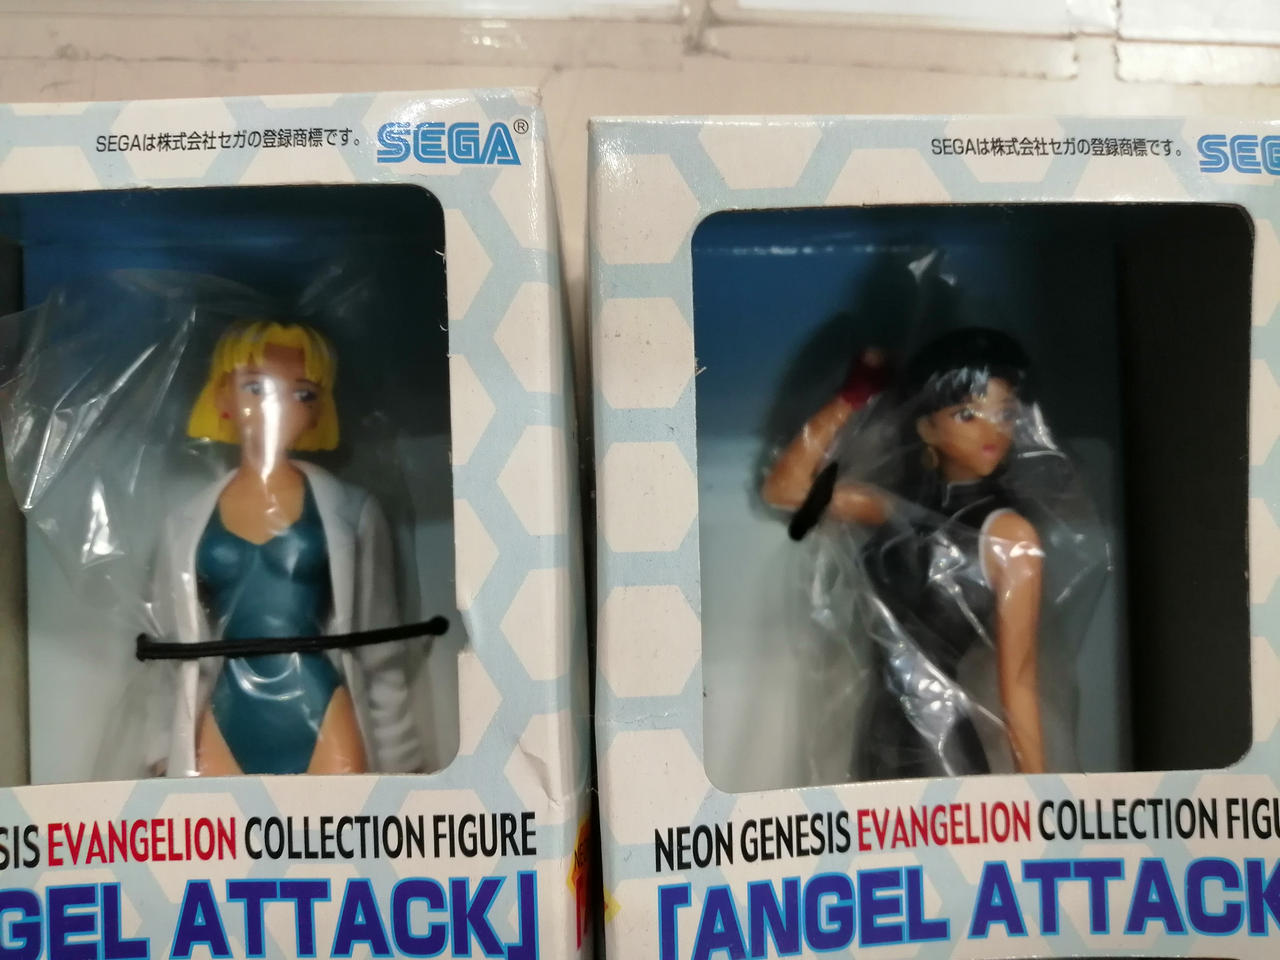 SEGAは株式会社セガの登録商標です。 SEGA®
SIS EVANGELION COLLECTION FIGURE
GEL ATTACK」
SEGAは株式会社セガの登録商標です。 SEG
NEON GENESIS EVANGELION COLLECTION FIGU
「ANGEL ATTACK